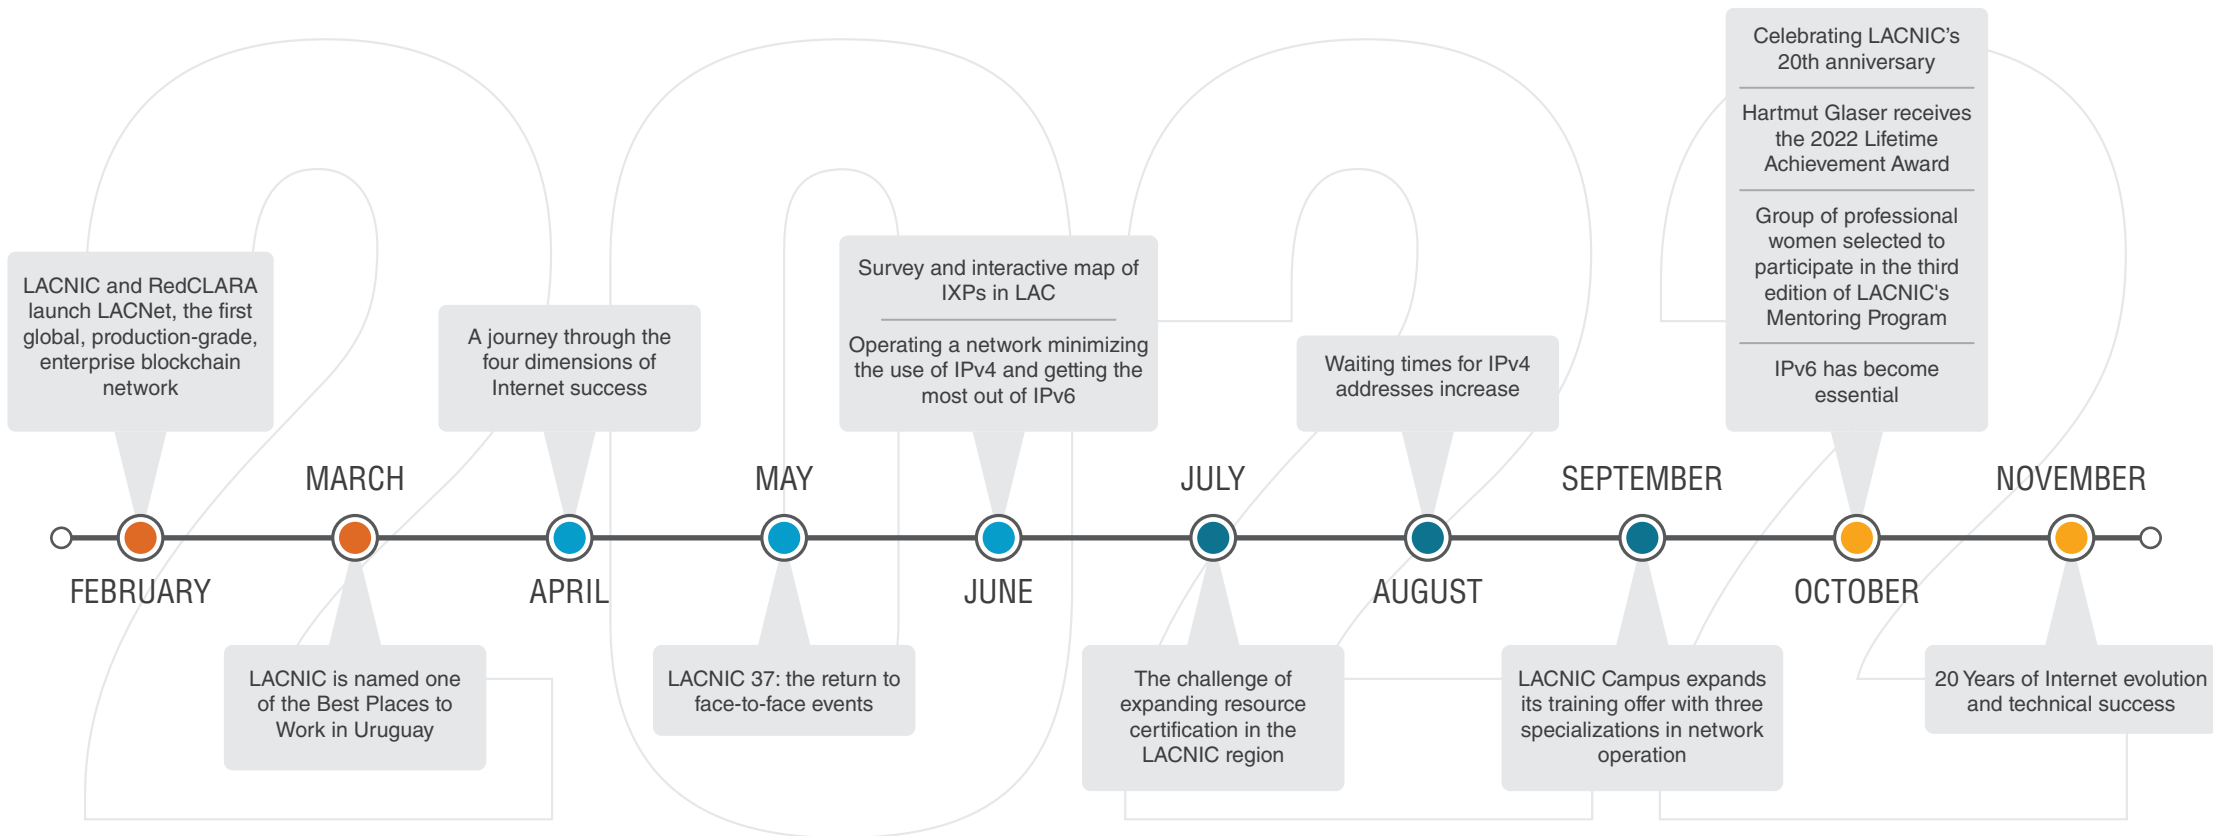 2022
LACNIC and RedCLARA
launch LACNet, the first
global, production-grade,
enterprise blockchain
network
FEBRUARY
MARCH
LACNIC is named one
of the Best Places to
Work in Uruguay
A journey through the
four dimensions of
Internet success
APRIL
MAY
LACNIC 37: the return to
face-to-face events
Survey and interactive map of
IXPs in LAC
Operating a network minimizing
the use of IPv4 and getting the
most out of IPv6
JUNE
JULY
The challenge of
expanding resource
certification in the
LACNIC region
Waiting times for IPv4
addresses increase
AUGUST
SEPTEMBER
LACNIC Campus expands
its training offer with three
specializations in network
operation
Celebrating LACNIC’s
20th anniversary
Hartmut Glaser receives
the 2022 Lifetime
Achievement Award
Group of professional
women selected to
participate in the third
edition of LACNIC's
Mentoring Program
IPv6 has become
essential
OCTOBER
NOVEMBER
20 Years of Internet evolution
and technical success